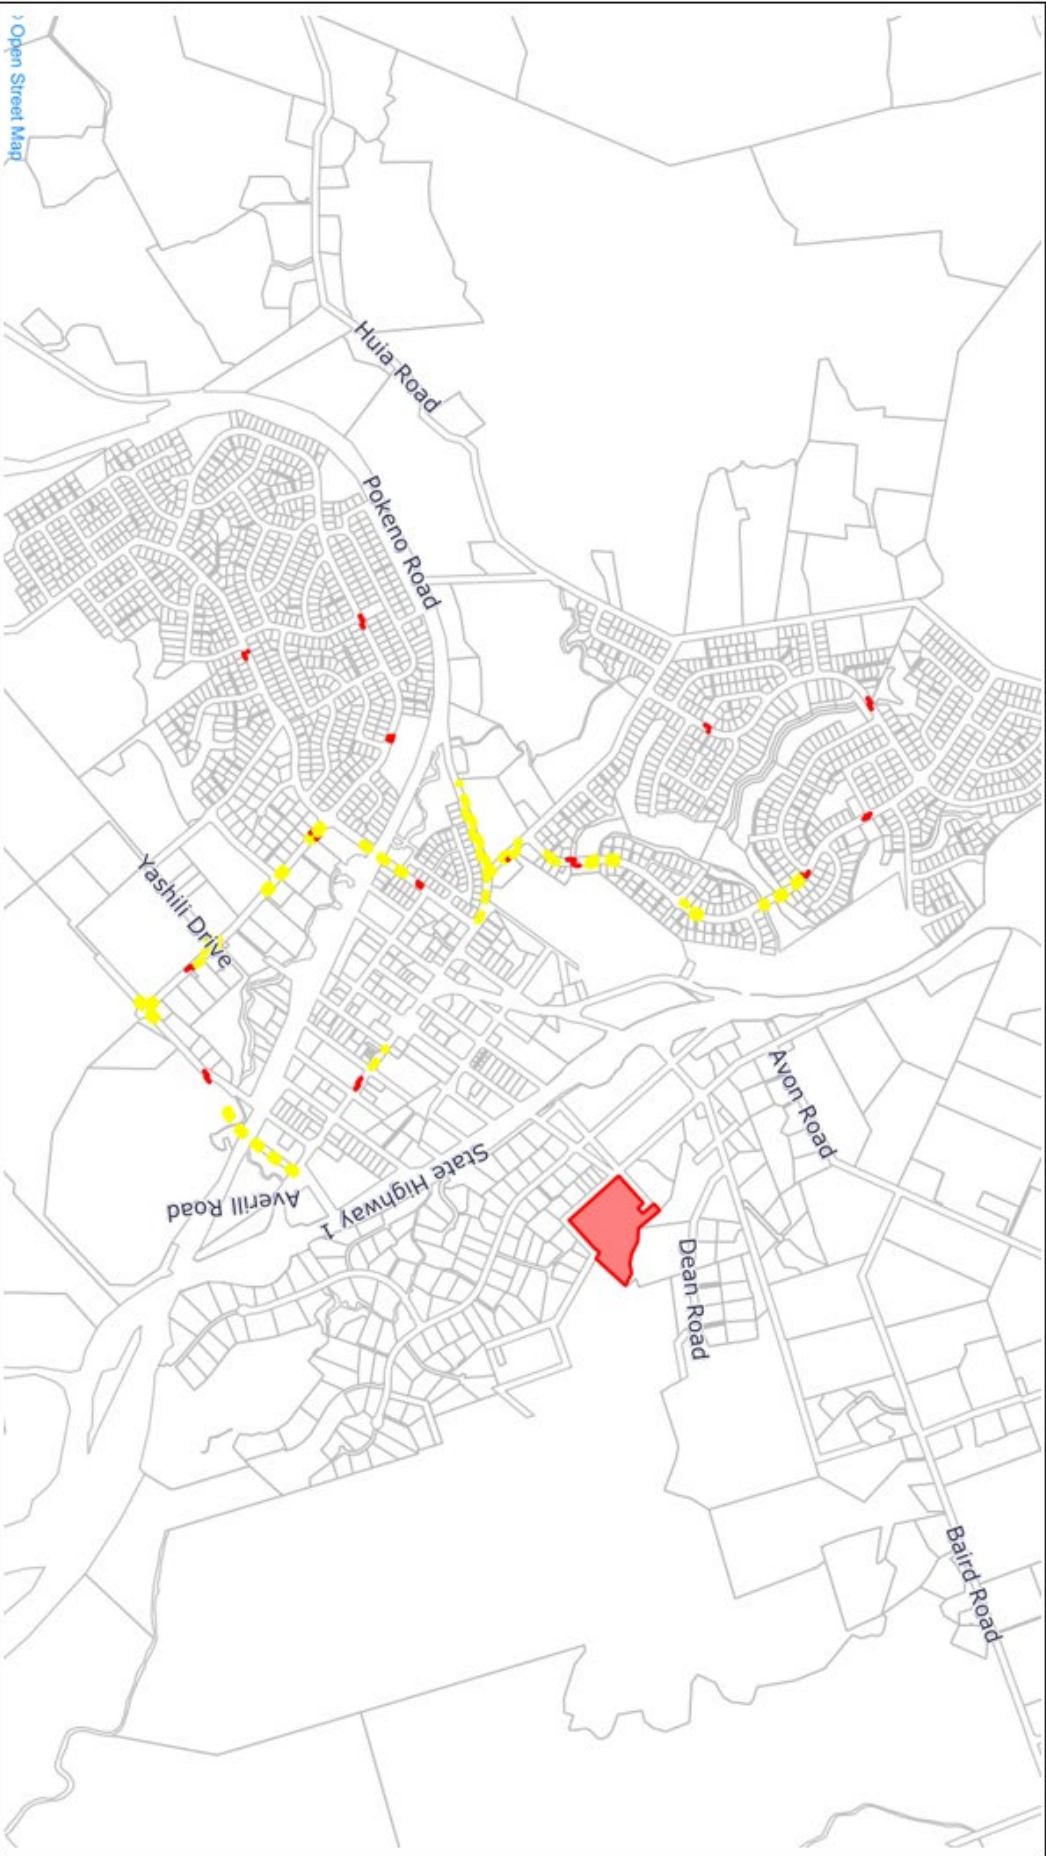 ) Open Street Map
Huia Road
Pokeno Road
Yashili Drive
Avon Road
State Highway 1
Averill Road
Dean Road
Baird Road